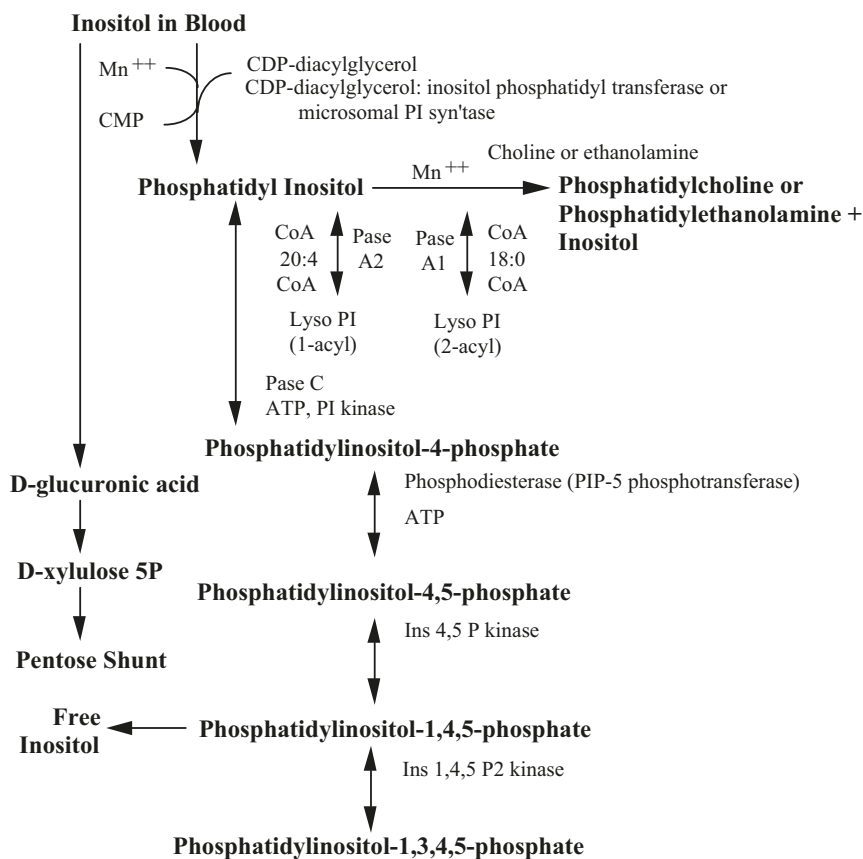 Inositol in Blood
Mn++
CDP-diacylglycerol
CDP-diacylglycerol: inositol phosphatidyl transferase or
microsomal PI syn'tase
CMP
Choline or ethanolamine
Phosphatidyl Inositol
Mn++
Phosphatidylcholine or
Phosphatidylethanolamine +
Inositol
CoA
20:4
CoA
Pase
A2
Pase
A1
CoA
18:0
CoA
Lyso PI
(1-acyl)
Lyso PI
(2-acyl)
Pase C
ATP, PI kinase
Phosphatidylinositol-4-phosphate
D-glucuronic acid
Phosphodiesterase (PIP-5 phosphotransferase)
ATP
D-xylulose 5P
Phosphatidylinositol-4,5-phosphate
Ins 4,5 P kinase
Pentose Shunt
Free
Inositol
Phosphatidylinositol-1,4,5-phosphate
Ins 1,4,5 P2 kinase
Phosphatidylinositol-1,3,4,5-phosphate